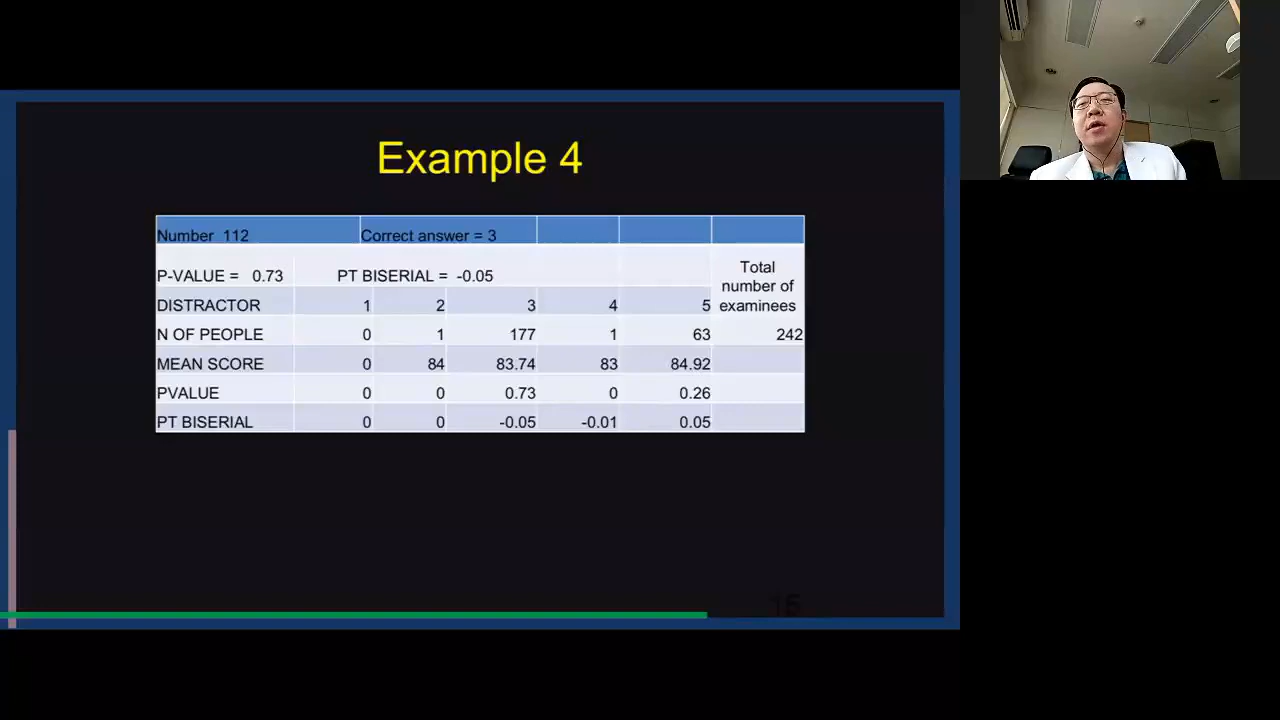 Example 4
Number 112 Correct answer = 3
P-VALUE = 0.73 PT BISERIAL = -0.05 Total number of examinees
DISTRACTOR 1 2 3 4 5
N OF PEOPLE 0 1 177 1 63 242
MEAN SCORE 0 84 83.74 83 84.92
PVALUE 0 0 0.73 0 0.26
PT BISERIAL 0 0 -0.05 -0.01 0.05
15